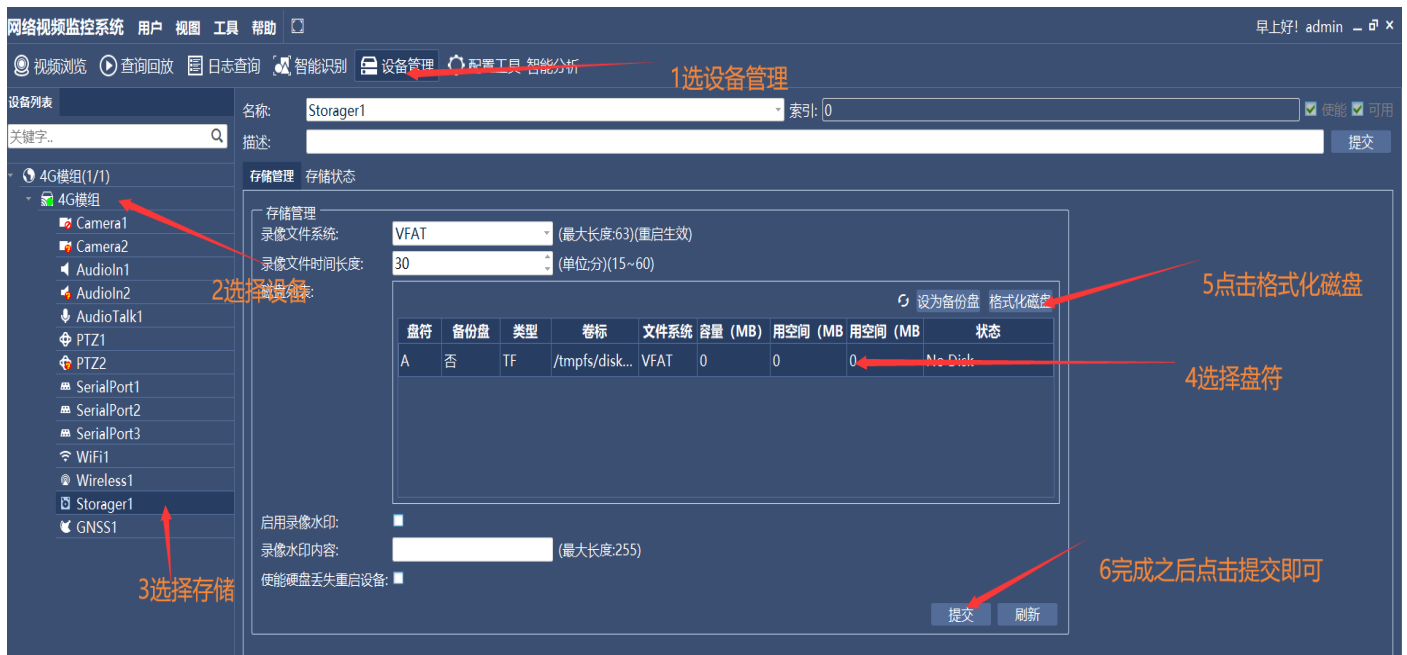 网络视频监控系统 用户 视图 工具 帮助 早上好! admin
视频浏览 查询回放 日志查询 智能识别 设备管理 配置工具 智能分析
1选设备管理
设备列表
关键字..
4G模组(1/1)
4G模组
Camera1
Camera2
AudioIn1
AudioIn2
AudioTalk1
PTZ1
PTZ2
SerialPort1
SerialPort2
SerialPort3
WiFi1
Wireless1
Storager1
GNSS1
2选择设备
3选择存储
名称: Storager1 索引: 0 使能 可用
描述: 提交
存储管理 存储状态
存储管理
录像文件系统: VFAT (最大长度:63)(重启生效)
录像文件时间长度: 30 (单位:分)(15~60)
磁盘列表:
设为备份盘 格式化磁盘
5点击格式化磁盘
盘符 备份盘 类型 卷标 文件系统 容量（MB） 用空间（MB 用空间（MB 状态
A 否 TF /tmpfs/disk... VFAT 0 0 0 No Disk
4选择盘符
启用录像水印:
录像水印内容: (最大长度:255)
使能硬盘丢失重启设备:
6完成之后点击提交即可
提交 刷新